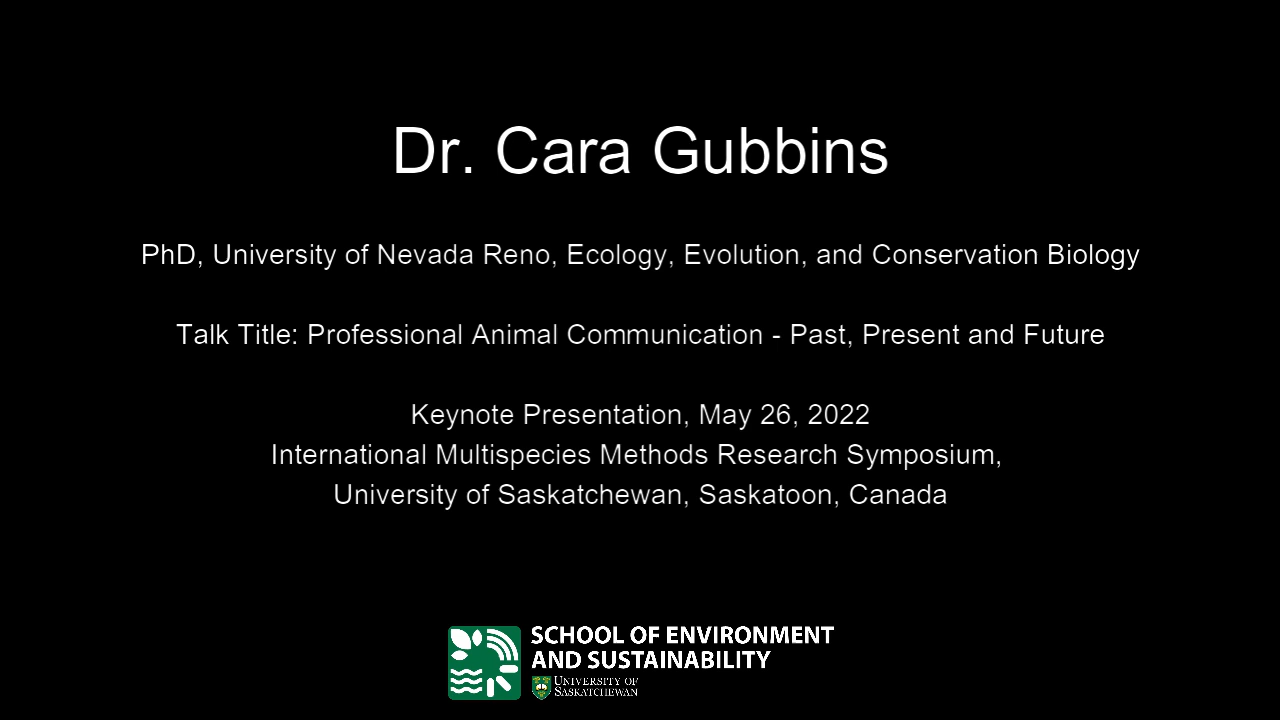 Dr. Cara Gubbins
PhD, University of Nevada Reno, Ecology, Evolution, and Conservation Biology
Talk Title: Professional Animal Communication - Past, Present and Future
Keynote Presentation, May 26, 2022
International Multispecies Methods Research Symposium,
University of Saskatchewan, Saskatoon, Canada
SCHOOL OF ENVIRONMENT
AND SUSTAINABILITY
UNIVERSITY OF
SASKATCHEWAN